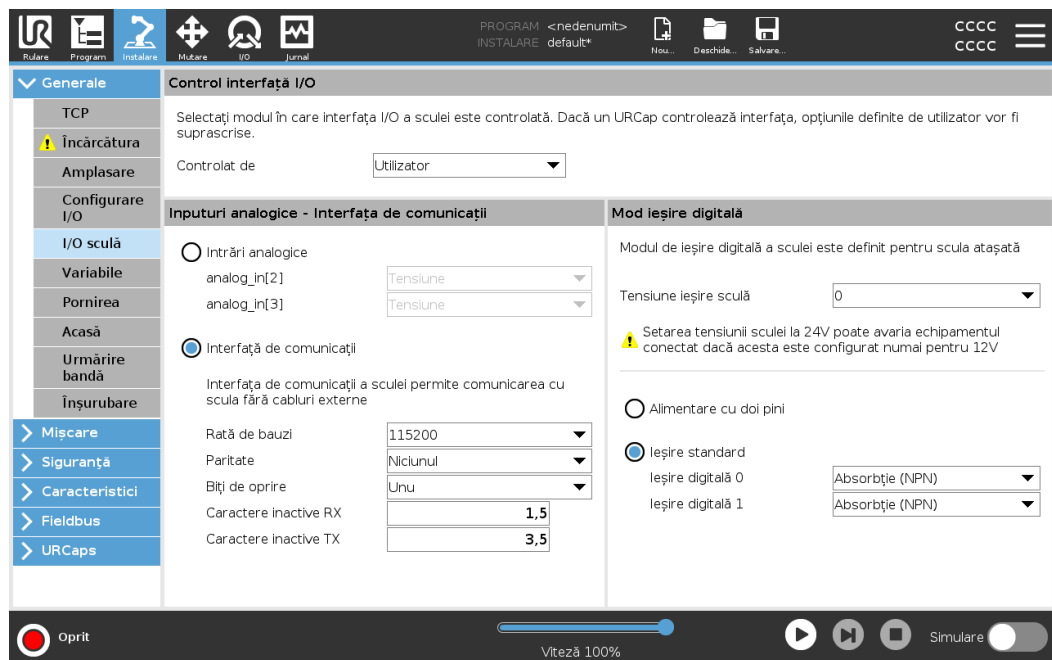 PROGRAM <nedenumit>
INSTALARE default*
CCCC
CCCC
Rulare
Program
Instalare
Mutare
I/O
Jurnal
Nou...
Deschide...
Salvare...
Generale
TCP
Încărcătura
Amplasare
Configurare
I/O
I/O sculă
Variabile
Pornirea
Acasă
Urmărire
bandă
Înșurubare
Mișcare
Siguranță
Caracteristici
Fieldbus
URCaps
Control interfață I/O
Selectați modul în care interfața I/O a sculei este controlată. Dacă un URCap controlează interfața, opțiunile definite de utilizator vor fi
suprascrise.
Controlat de Utilizator
Inputuri analogice - Interfața de comunicații
Intrări analogice
analog_in[2] Tensiune
analog_in[3] Tensiune
Interfață de comunicații
Interfața de comunicații a sculei permite comunicarea cu
scula fără cabluri externe
Rată de bauzi 115200
Paritate Niciunul
Biți de oprire Unu
Caractere inactive RX 1,5
Caractere inactive TX 3,5
Mod ieșire digitală
Modul de ieșire digitală a sculei este definit pentru scula atașată
Tensiune ieșire sculă 0
Setarea tensiunii sculei la 24V poate avaria echipamentul
conectat dacă acesta este configurat numai pentru 12V
Alimentare cu doi pini
Ieșire standard
Ieșire digitală 0 Absorbție (NPN)
Ieșire digitală 1 Absorbție (NPN)
Oprit
Viteză 100%
Simulare